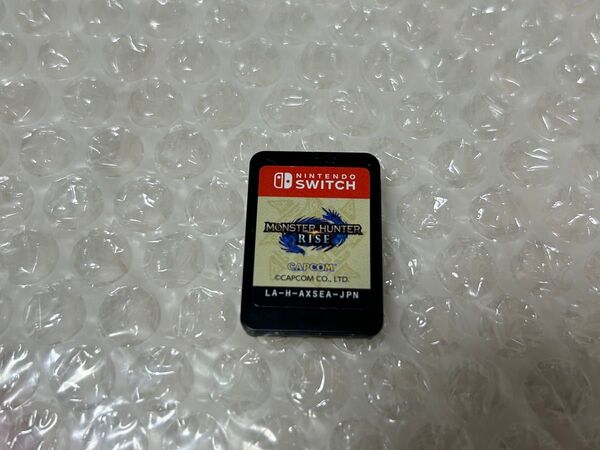 NINTENDO
SWITCH
MONSTER HUNTER
RISE
CAPCOM
©CAPCOM CO., LTD.
LA-H-AXSEA-JPN